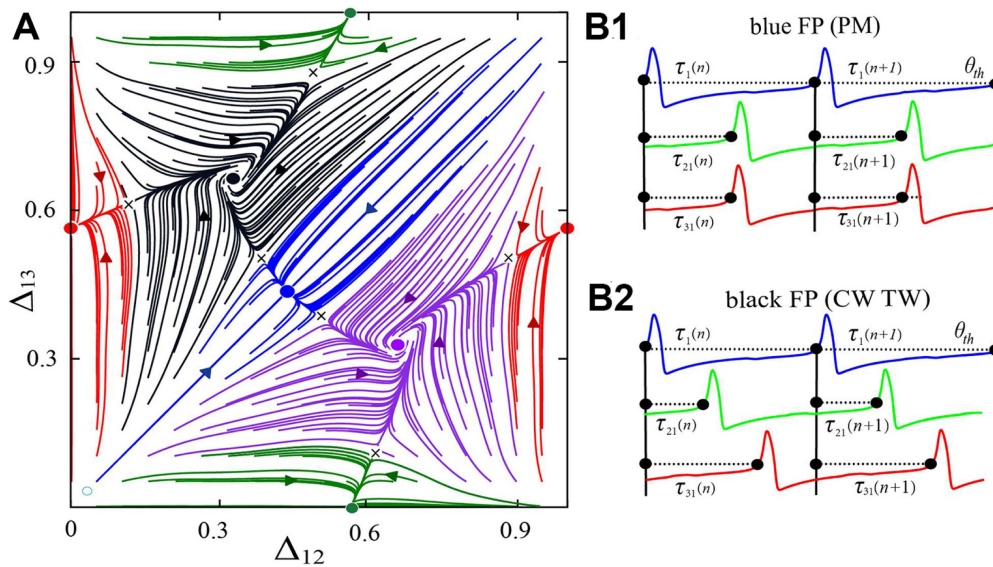 A
0.9
0.6
0.3
0
0.3
0.6
0.9
Δ13
Δ12
B1 blue FP (PM)
τ1(n) τ1(n+1) θth
τ21(n) τ21(n+1)
τ31(n) τ31(n+1)
B2 black FP (CW TW)
τ1(n) τ1(n+1) θth
τ21(n) τ21(n+1)
τ31(n) τ31(n+1)